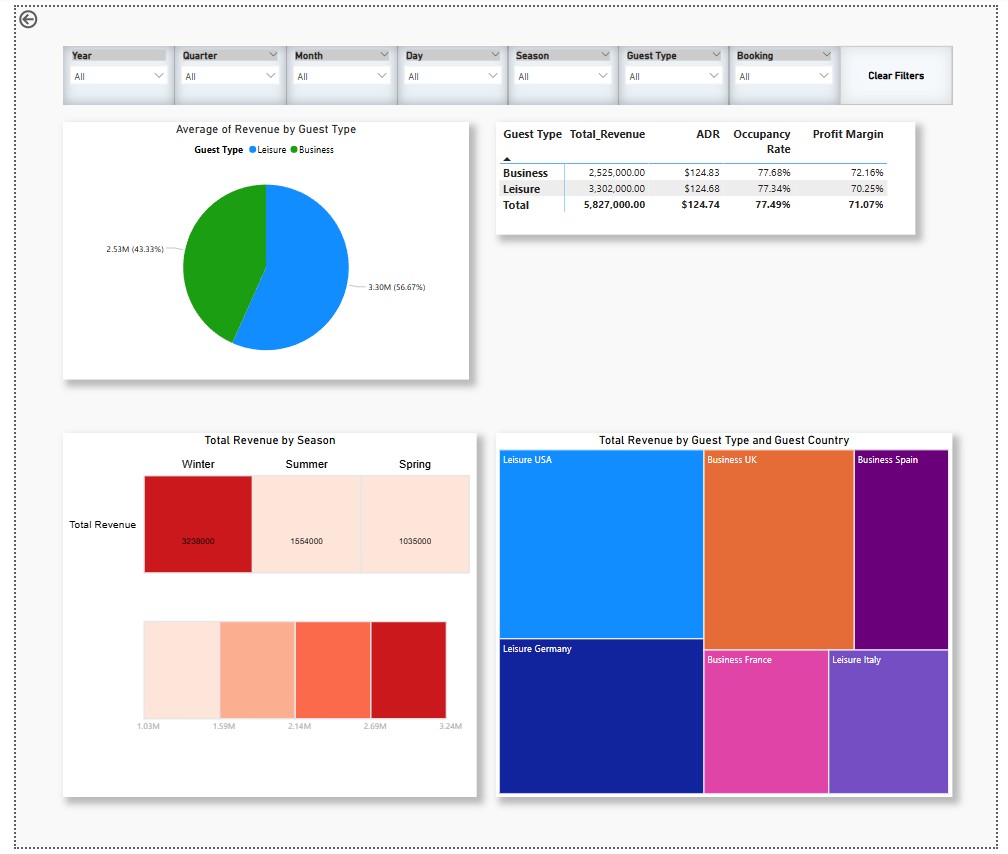 Year Quarter Month Day Season Guest Type Booking
All All All All All All All
Clear Filters
Average of Revenue by Guest Type
Guest Type Leisure Business
2.53M (43.33%)
3.30M (56.67%)
Guest Type Total_Revenue ADR Occupancy Rate Profit Margin
Business 2,525,000.00 $124.83 77.68% 72.16%
Leisure 3,302,000.00 $124.68 77.34% 70.25%
Total 5,827,000.00 $124.74 77.49% 71.07%
Total Revenue by Season
Winter Summer Spring
Total Revenue
3238000 1554000 1035000
1.03M 1.59M 2.14M 2.69M 3.24M
Total Revenue by Guest Type and Guest Country
Leisure USA
Business UK
Business Spain
Leisure Germany
Business France
Leisure Italy